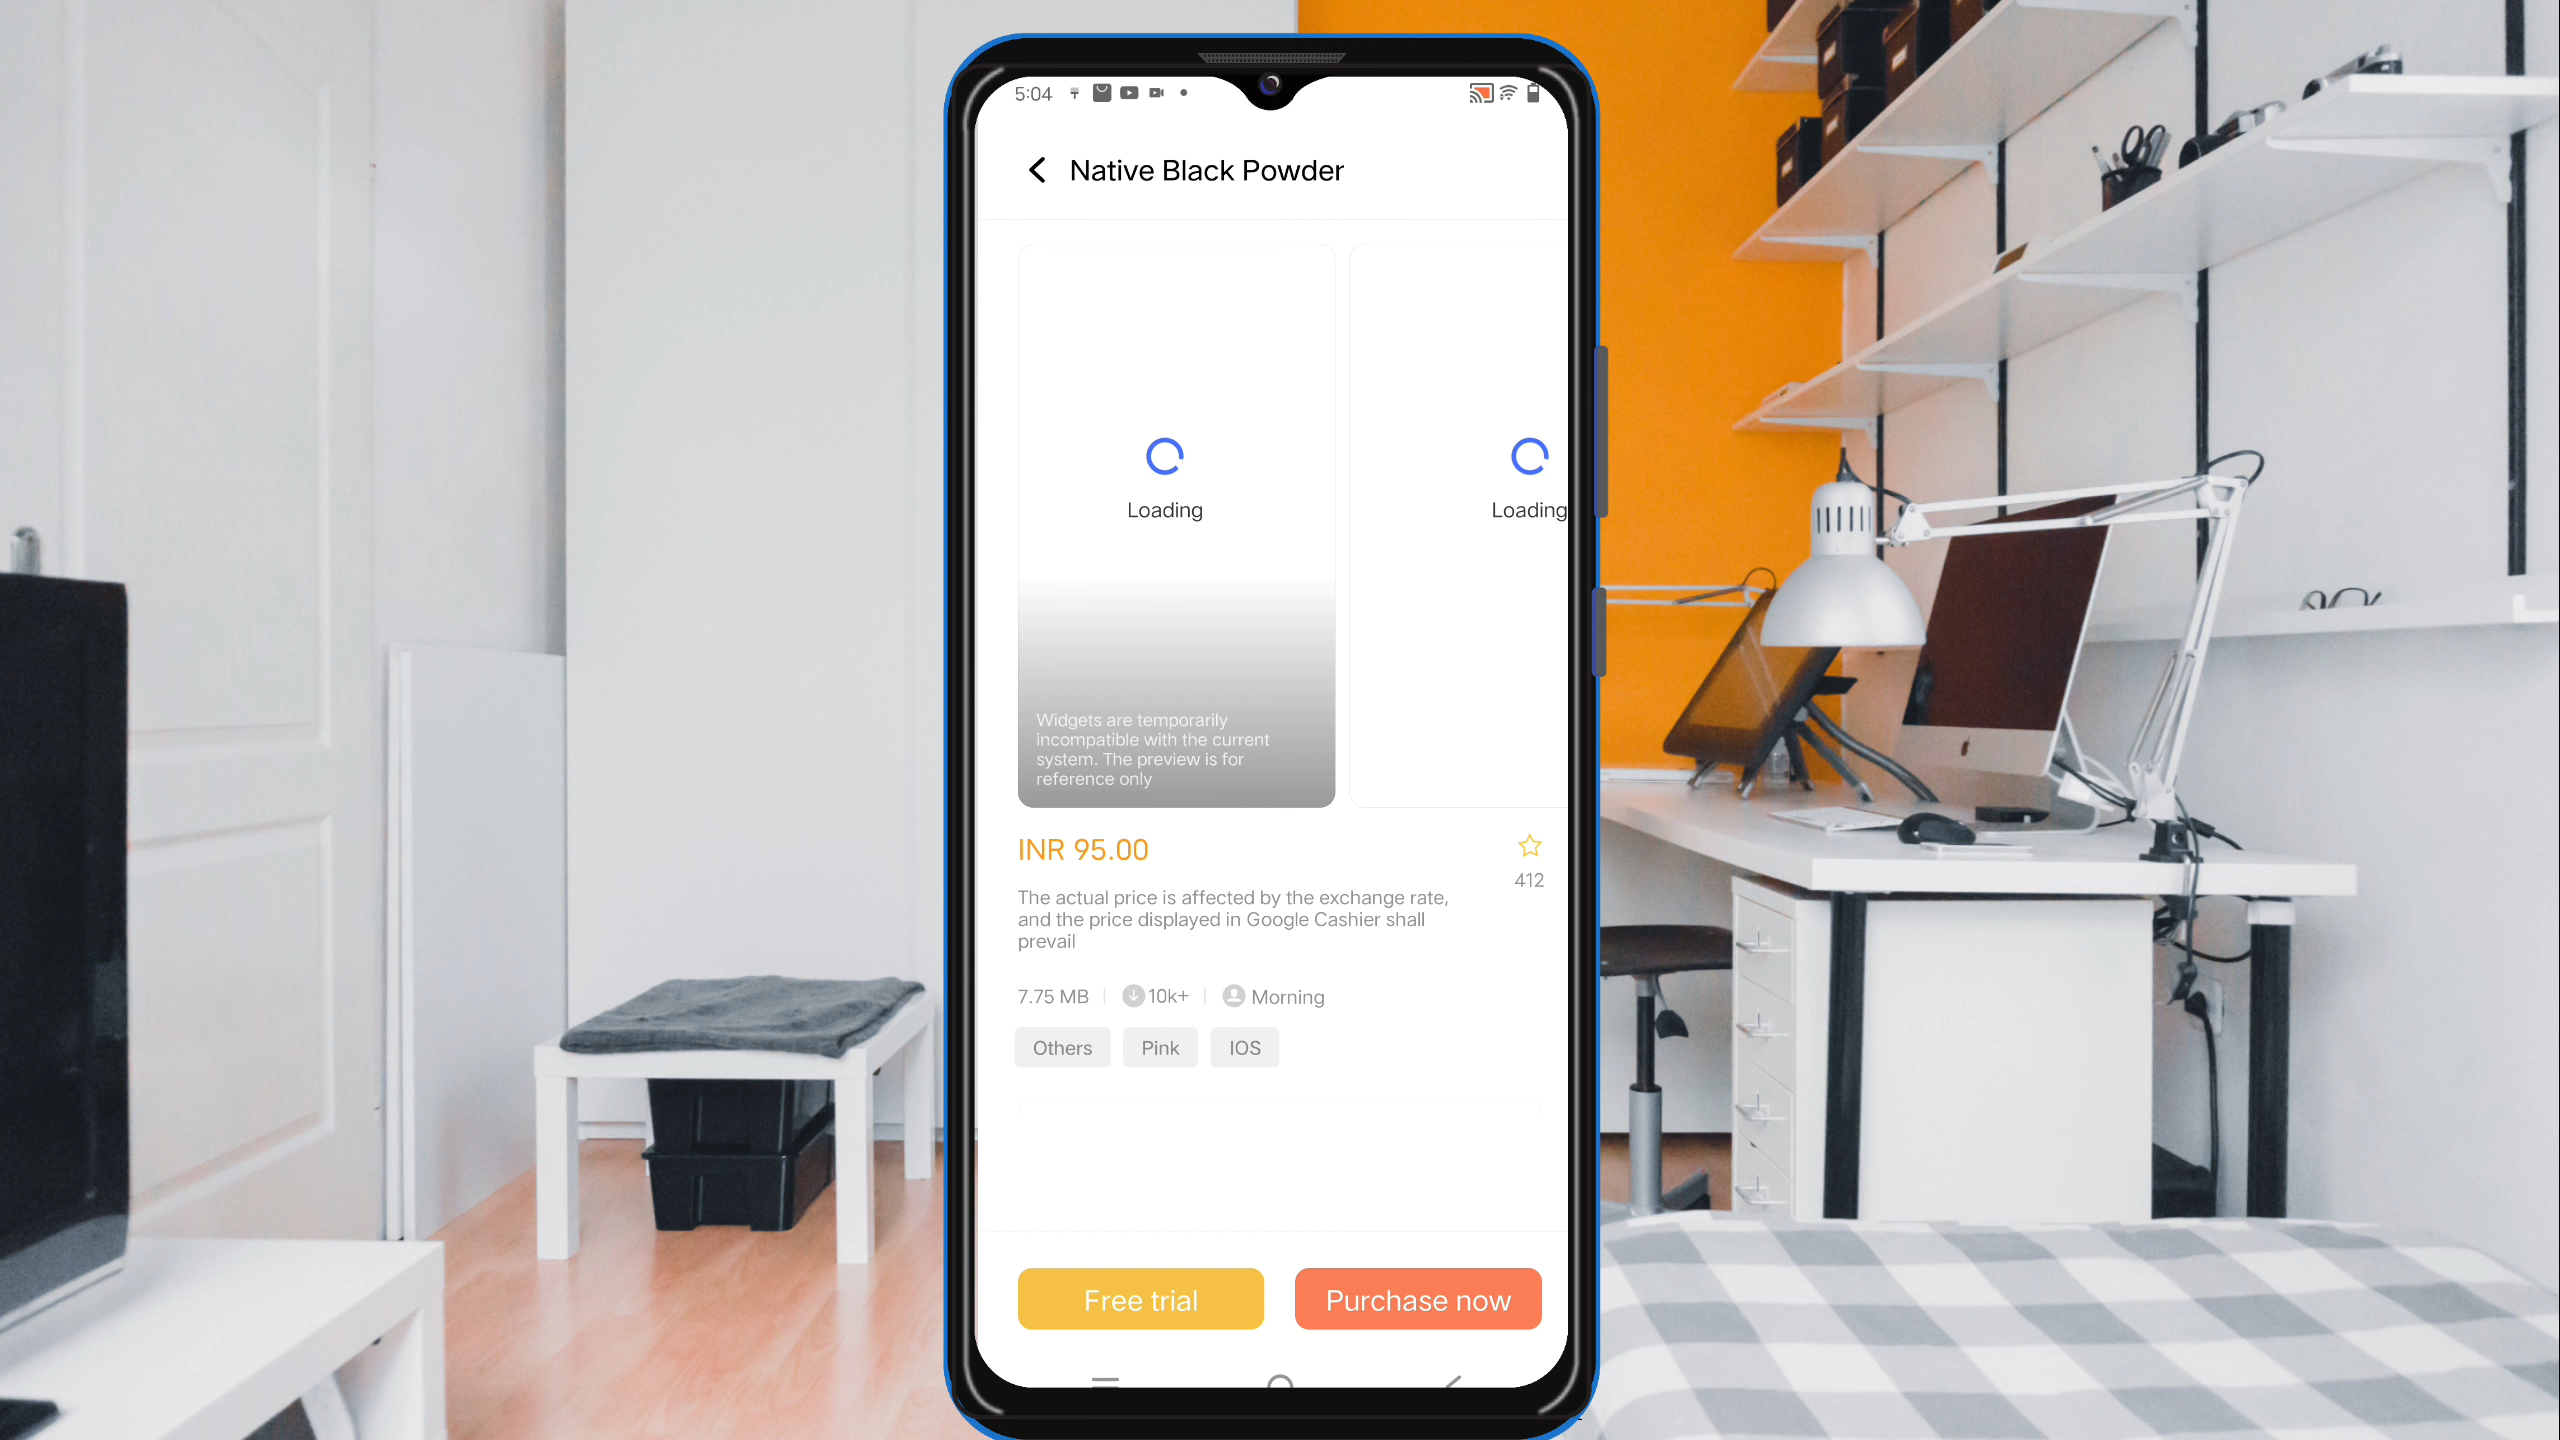 5:04
Native Black Powder
Loading
Loading
Widgets are temporarily
incompatible with the current
system. The preview is for
reference only
INR 95.00
412
The actual price is affected by the exchange rate,
and the price displayed in Google Cashier shall
prevail
7.75 MB 10k+ Morning
Others Pink IOS
Free trial Purchase now